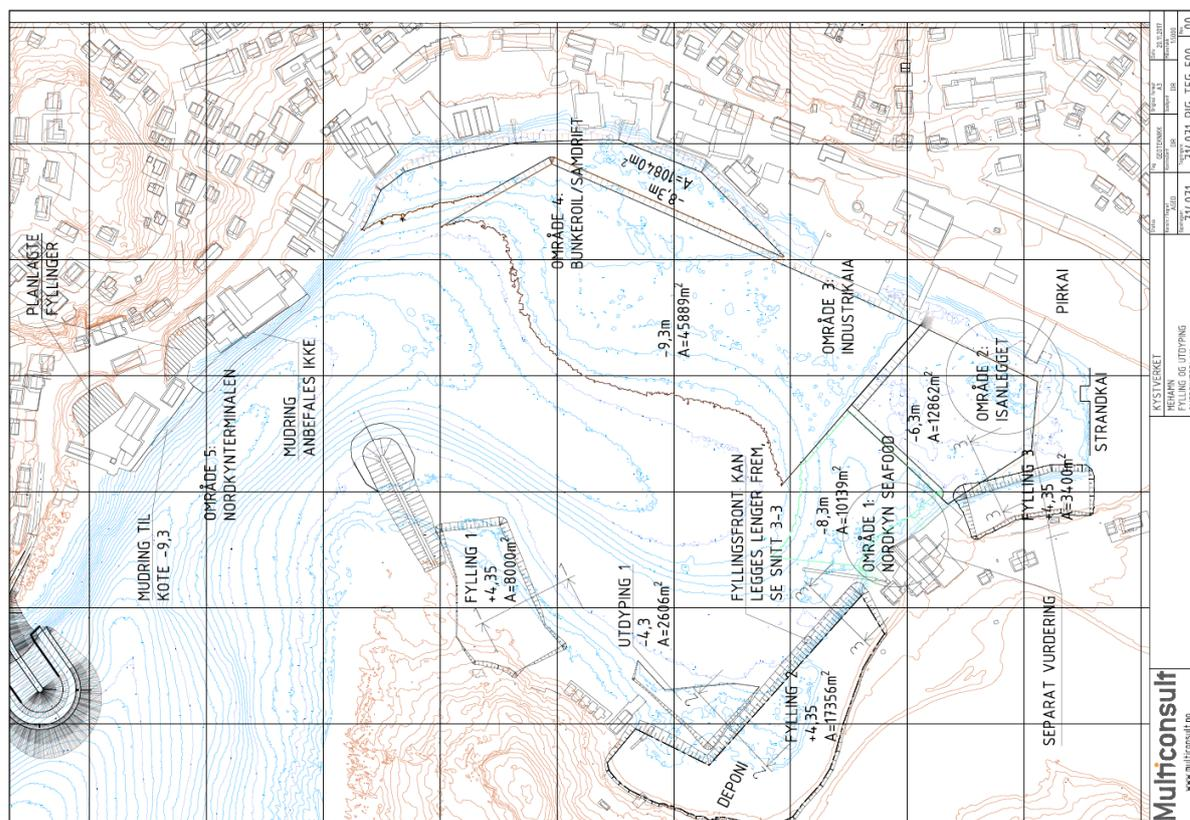 PLANLAGTE
FYLLINGER
MUDRING TIL
KOTE -9,3
OMRÅDE 5:
NORDKYNTERMINALEN
MUDRING
ANBEFALES IKKE
FYLLING 1
+4,35
A=8000m²
OMRÅDE 4:
BUNKEROIL/SAMDRIFT
-8,3m
A=10840m²
-9,3m
A=45889m²
UTDYPING 1
-4,3
A=2606m²
FYLLINGSFRONT KAN
LEGGES LENGER FREM,
SE SNITT 3-3
DEPONI
FYLLING 2
+4,35
A=17356m²
OMRÅDE 3:
INDUSTRIKAIA
-8,3m
A=10139m²
OMRÅDE 1:
NORDKYN SEAFOOD
-6,3m
A=12862m²
OMRÅDE 2:
ISANLEGGET
FYLLING 3
+4,35
A=3400m²
PIRKAI
STRANDKAI
SEPARAT VURDERING
KYSTVERKET
MEHAMN
FYLLING OG UTDYPING
Multiconsult
www.multiconsult.no